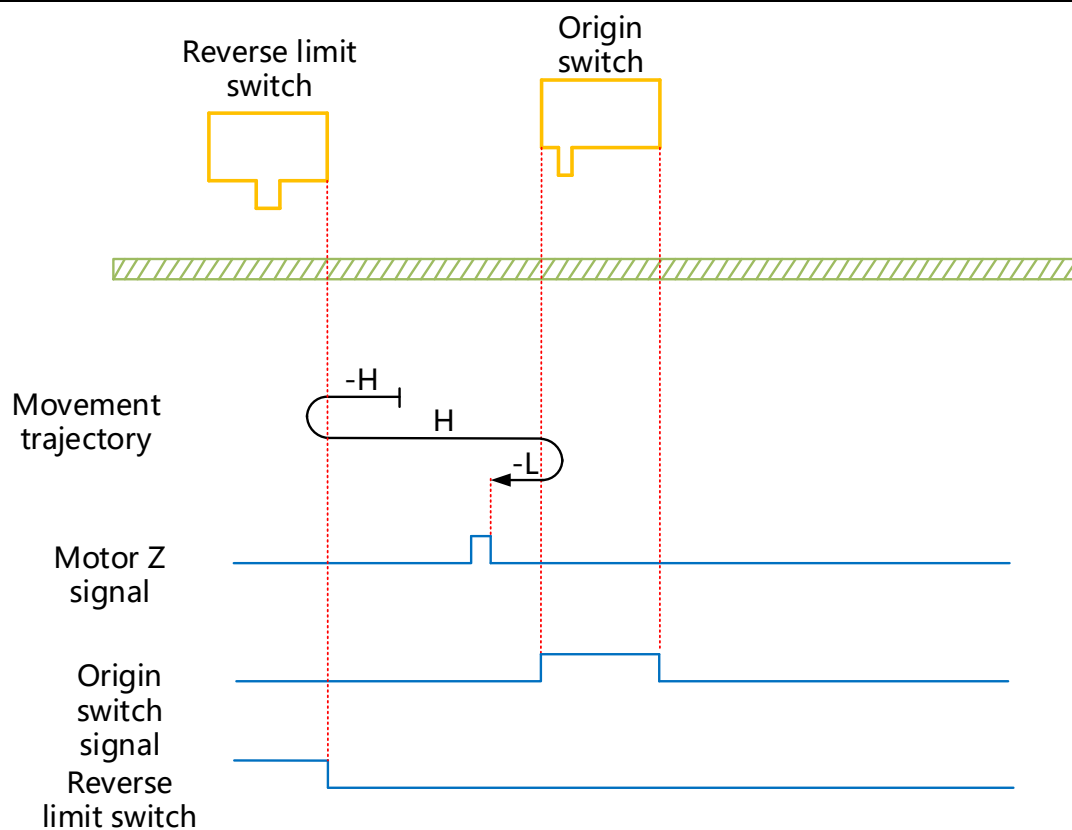 Origin
switch
Reverse limit
switch
-H
Movement
trajectory
H
-L
Motor Z
signal
Origin
switch
signal
Reverse
limit switch